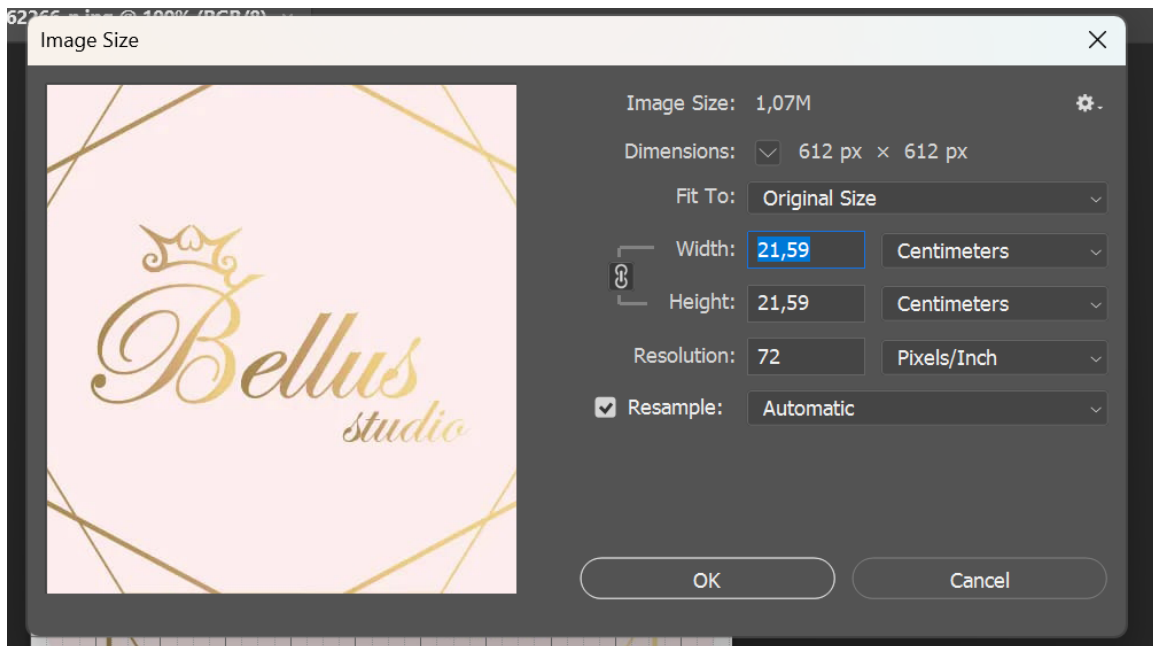 Image Size
Image Size: 1,07M
Dimensions: 612 px × 612 px
Fit To: Original Size
Width: 21,59 Centimeters
Height: 21,59 Centimeters
Resolution: 72 Pixels/Inch
Resample: Automatic
Bellus
studio
OK
Cancel